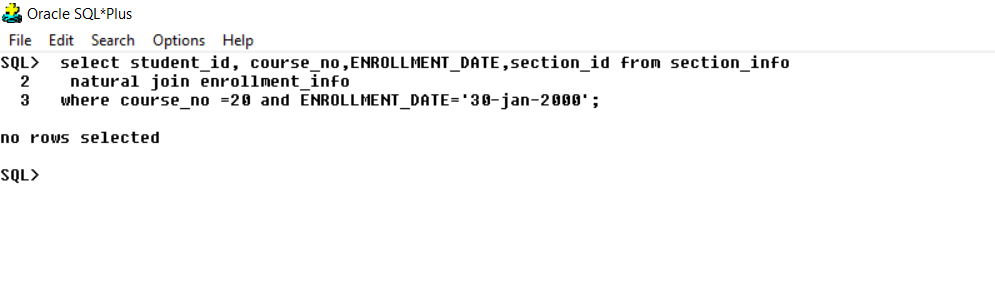 Oracle SQL*Plus
File Edit Search Options Help
SQL>  select student_id, course_no,ENROLLMENT_DATE,section_id from section_info
  2    natural join enrollment_info
  3   where course_no =20 and ENROLLMENT_DATE='30-jan-2000';
no rows selected
SQL>